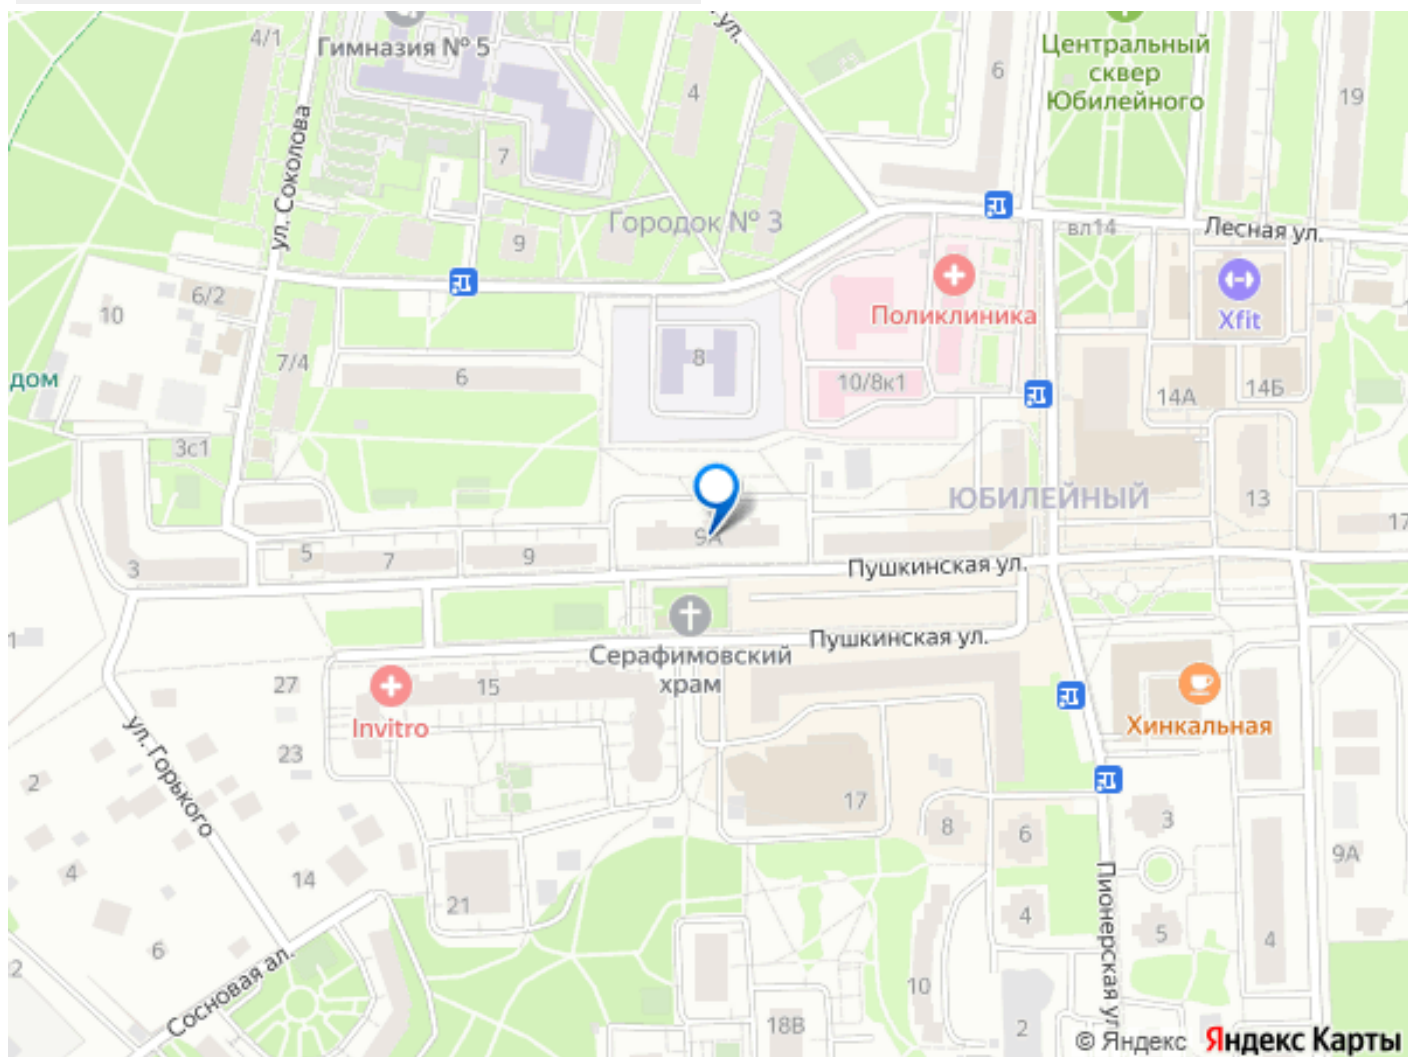 4/1
Гимназия № 5
ул.
6
Центральный
сквер
Юбилейного
19
4
7
ул. Соколова
Городок № 3
9
вл14
Лесная ул.
6/2
10
Поликлиника
Xfit
дом
7/4
6
8
10/8к1
14А
14Б
3с1
ЮБИЛЕЙНЫЙ
13
17
9А
5
7
9
3
Пушкинская ул.
Пушкинская ул.
1
Серафимовский
храм
27
15
Invitro
Хинкальная
23
ул. Горького
2
17
8
6
3
9А
4
14
21
Пионерская ул
4
5
4
6
2
Сосновая ал.
10
18В
2
© Яндекс Яндекс Карты